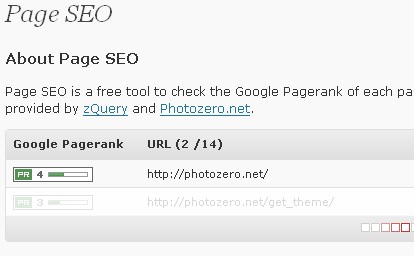 Page SEO
About Page SEO
Page SEO is a free tool to check the Google Pagerank of each
provided by zQuery and Photozero.net.
Google Pagerank URL (2 /14)
PR 4 http://photozero.net/
PR 3 http://photozero.net/get_theme/